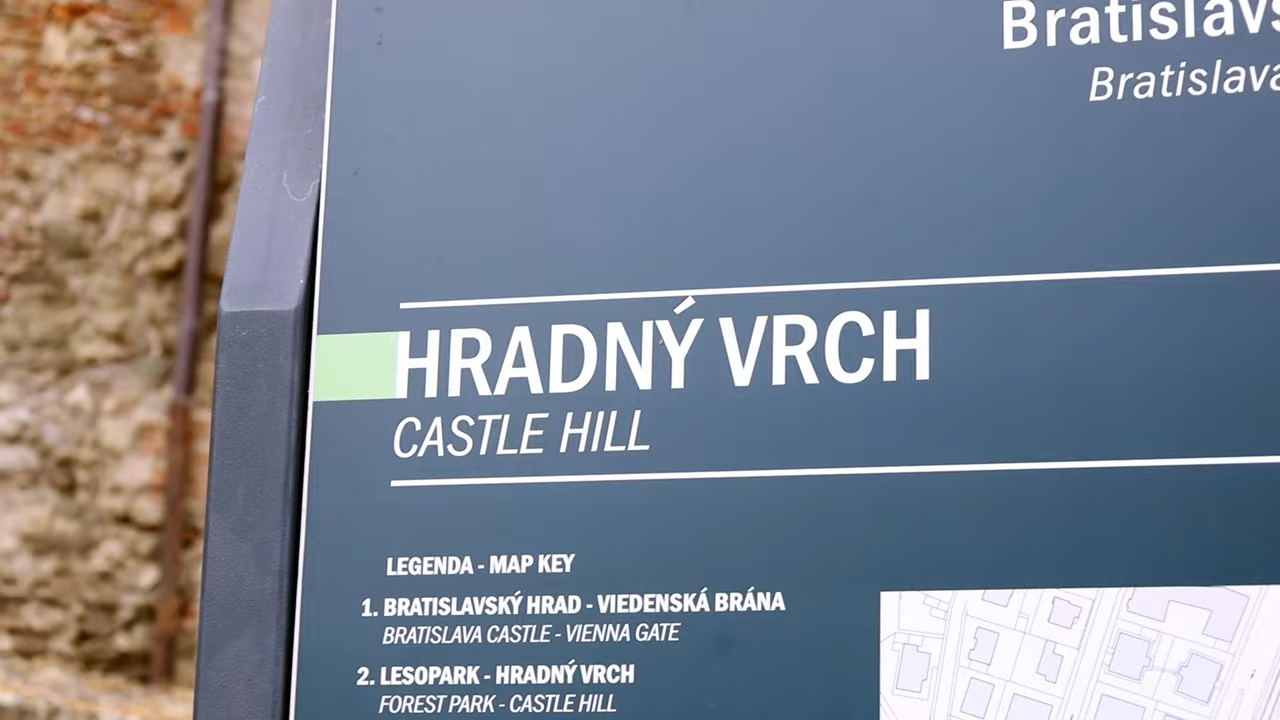 HRADNÝ VRCH
CASTLE HILL
LEGENDA - MAP KEY
1. BRATISLAVSKÝ HRAD - VIEDENSKÁ BRÁNA
BRATISLAVA CASTLE - VIENNA GATE
2. LESOPARK - HRADNÝ VRCH
FOREST PARK - CASTLE HILL